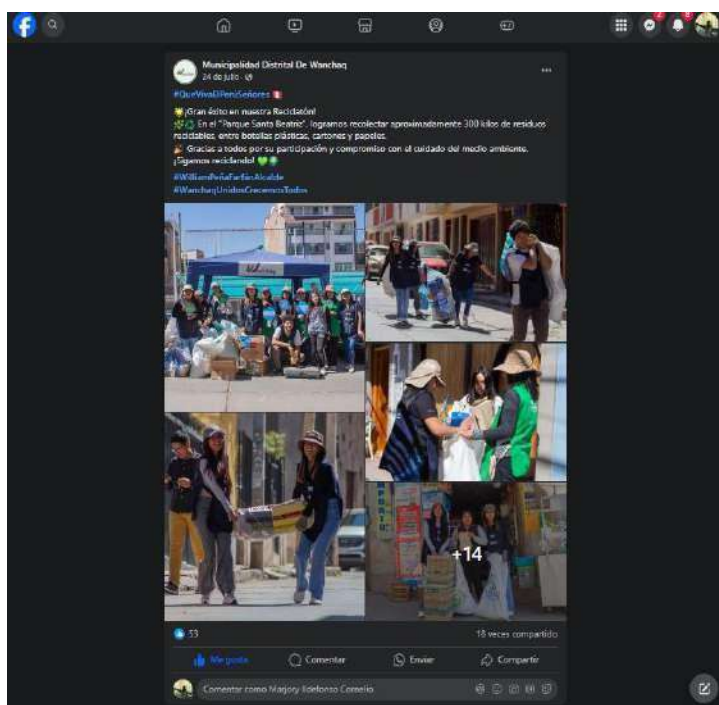 Municipalidad Distrital De Wanchaq
24 de julio
#QueVivaElPerúSeñores
¡Gran éxito en nuestra Reciclatón!
En el "Parque Santa Beatriz", logramos recolectar aproximadamente 300 kilos de residuos
reciclables, entre botellas plásticas, cartones y papeles.
Gracias a todos por su participación y compromiso con el cuidado del medio ambiente.
¡Sigamos reciclando!
#WilliamPeñaFarfánAlcalde
#WanchaqUnidosCrecemosTodos
+14
53
18 veces compartido
Me gusta
Comentar
Enviar
Compartir
Comentar como Marjory Ildefonso Cornelio